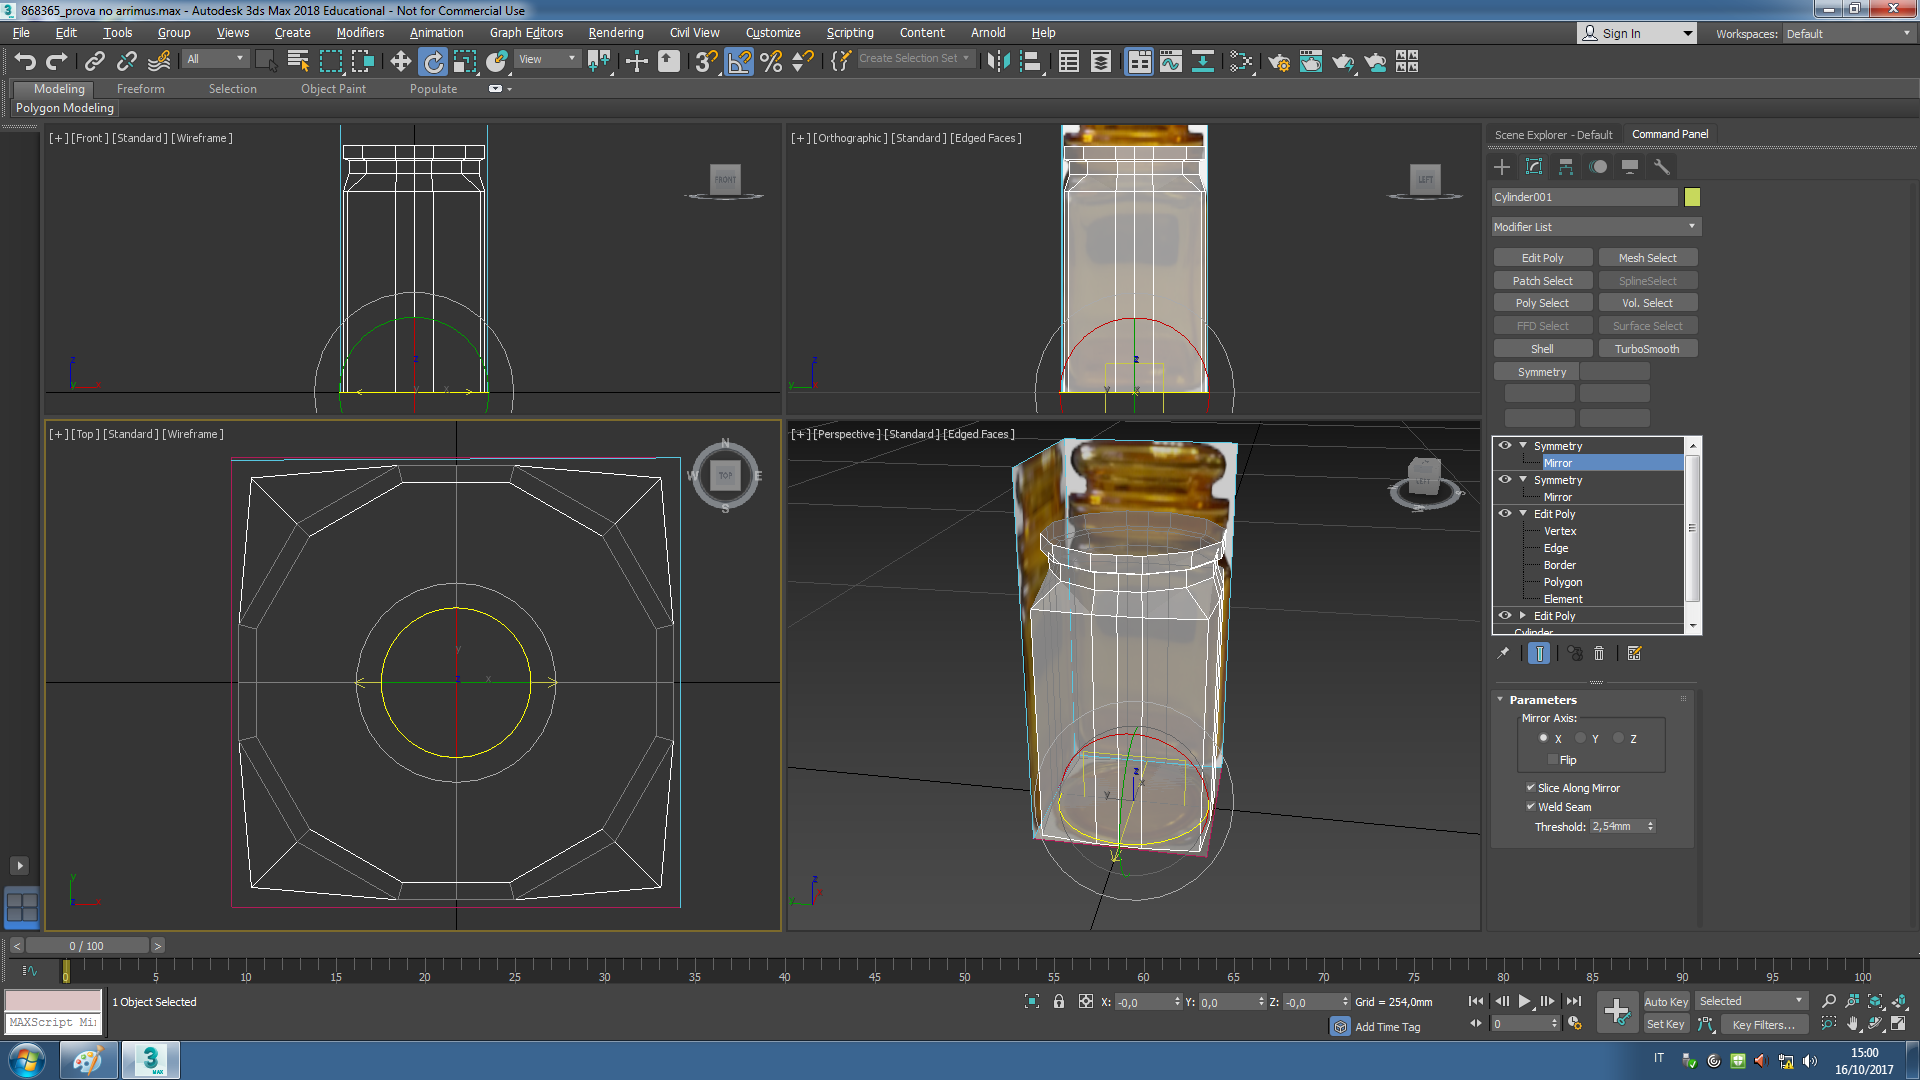 868365_prova no arrimus.max - Autodesk 3ds Max 2018 Educational - Not for Commercial Use
File Edit Tools Group Views Create Modifiers Animation Graph Editors Rendering Civil View Customize Scripting Content Arnold Help
Sign In
Workspaces: Default
All
View
Create Selection Set
Modeling Freeform Selection Object Paint Populate
Polygon Modeling
[+] [Front] [Standard] [Wireframe]
FRONT
[+] [Orthographic] [Standard] [Edged Faces]
LEFT
[+] [Top] [Standard] [Wireframe]
N
W TOP E
S
[+] [Perspective] [Standard] [Edged Faces]
LEFT
Scene Explorer - Default Command Panel
Cylinder001
Modifier List
Edit Poly Mesh Select
Patch Select SplineSelect
Poly Select Vol. Select
FFD Select Surface Select
Shell TurboSmooth
Symmetry
Symmetry
Mirror
Symmetry
Mirror
Edit Poly
Vertex
Edge
Border
Polygon
Element
Edit Poly
Cylinder
Parameters
Mirror Axis:
X Y Z
Flip
Slice Along Mirror
Weld Seam
Threshold: 2,54mm
< 0 / 100 >
0 5 10 15 20 25 30 35 40 45 50 55 60 65 70 75 80 85 90 95 100
1 Object Selected
X: -0,0 Y: 0,0 Z: -0,0 Grid = 254,0mm
Auto Key Selected
MAXScript Mi
Add Time Tag
0
Set Key Key Filters...
3 MAX
IT
15:00
16/10/2017